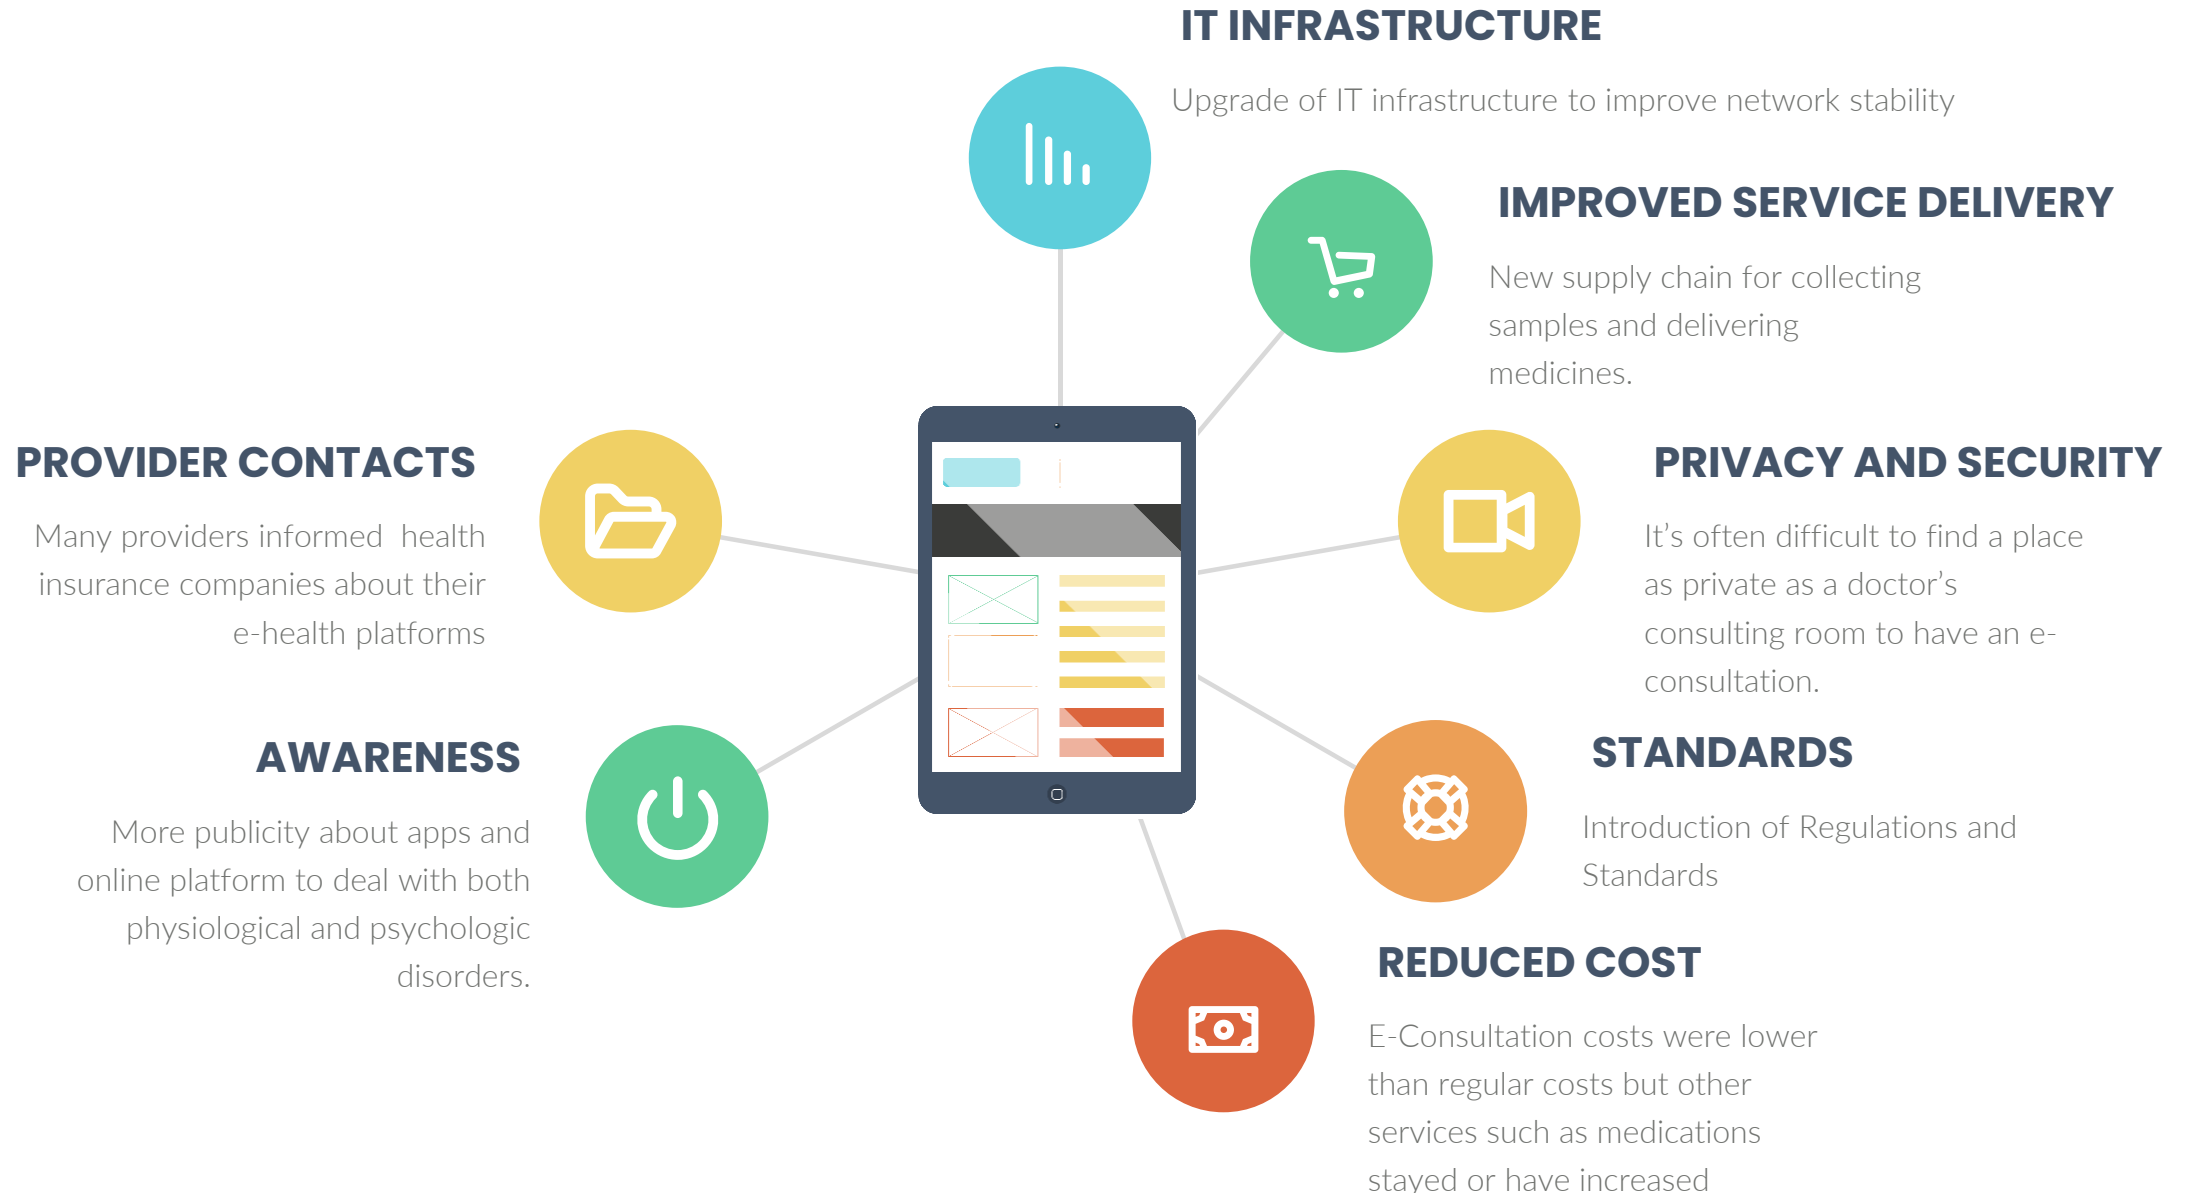 IT INFRASTRUCTURE
Upgrade of IT infrastructure to improve network stability
IMPROVED SERVICE DELIVERY
New supply chain for collecting
samples and delivering
medicines.
PRIVACY AND SECURITY
It’s often difficult to find a place
as private as a doctor’s
consulting room to have an e-
consultation.
STANDARDS
Introduction of Regulations and
Standards
REDUCED COST
E-Consultation costs were lower
than regular costs but other
services such as medications
stayed or have increased
PROVIDER CONTACTS
Many providers informed  health
insurance companies about their
e-health platforms
AWARENESS
More publicity about apps and
online platform to deal with both
physiological and psychologic
disorders.